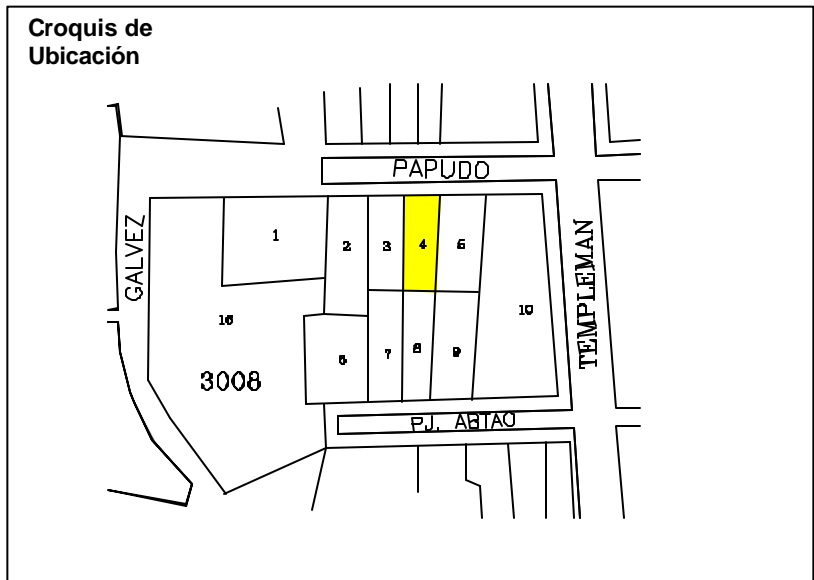 Croquis de
Ubicación
PAPUDO
GALVEZ
1
2
3
4
5
TEMPLEMAN
16
10
3008
6
7
8
9
PJ. ABTAO